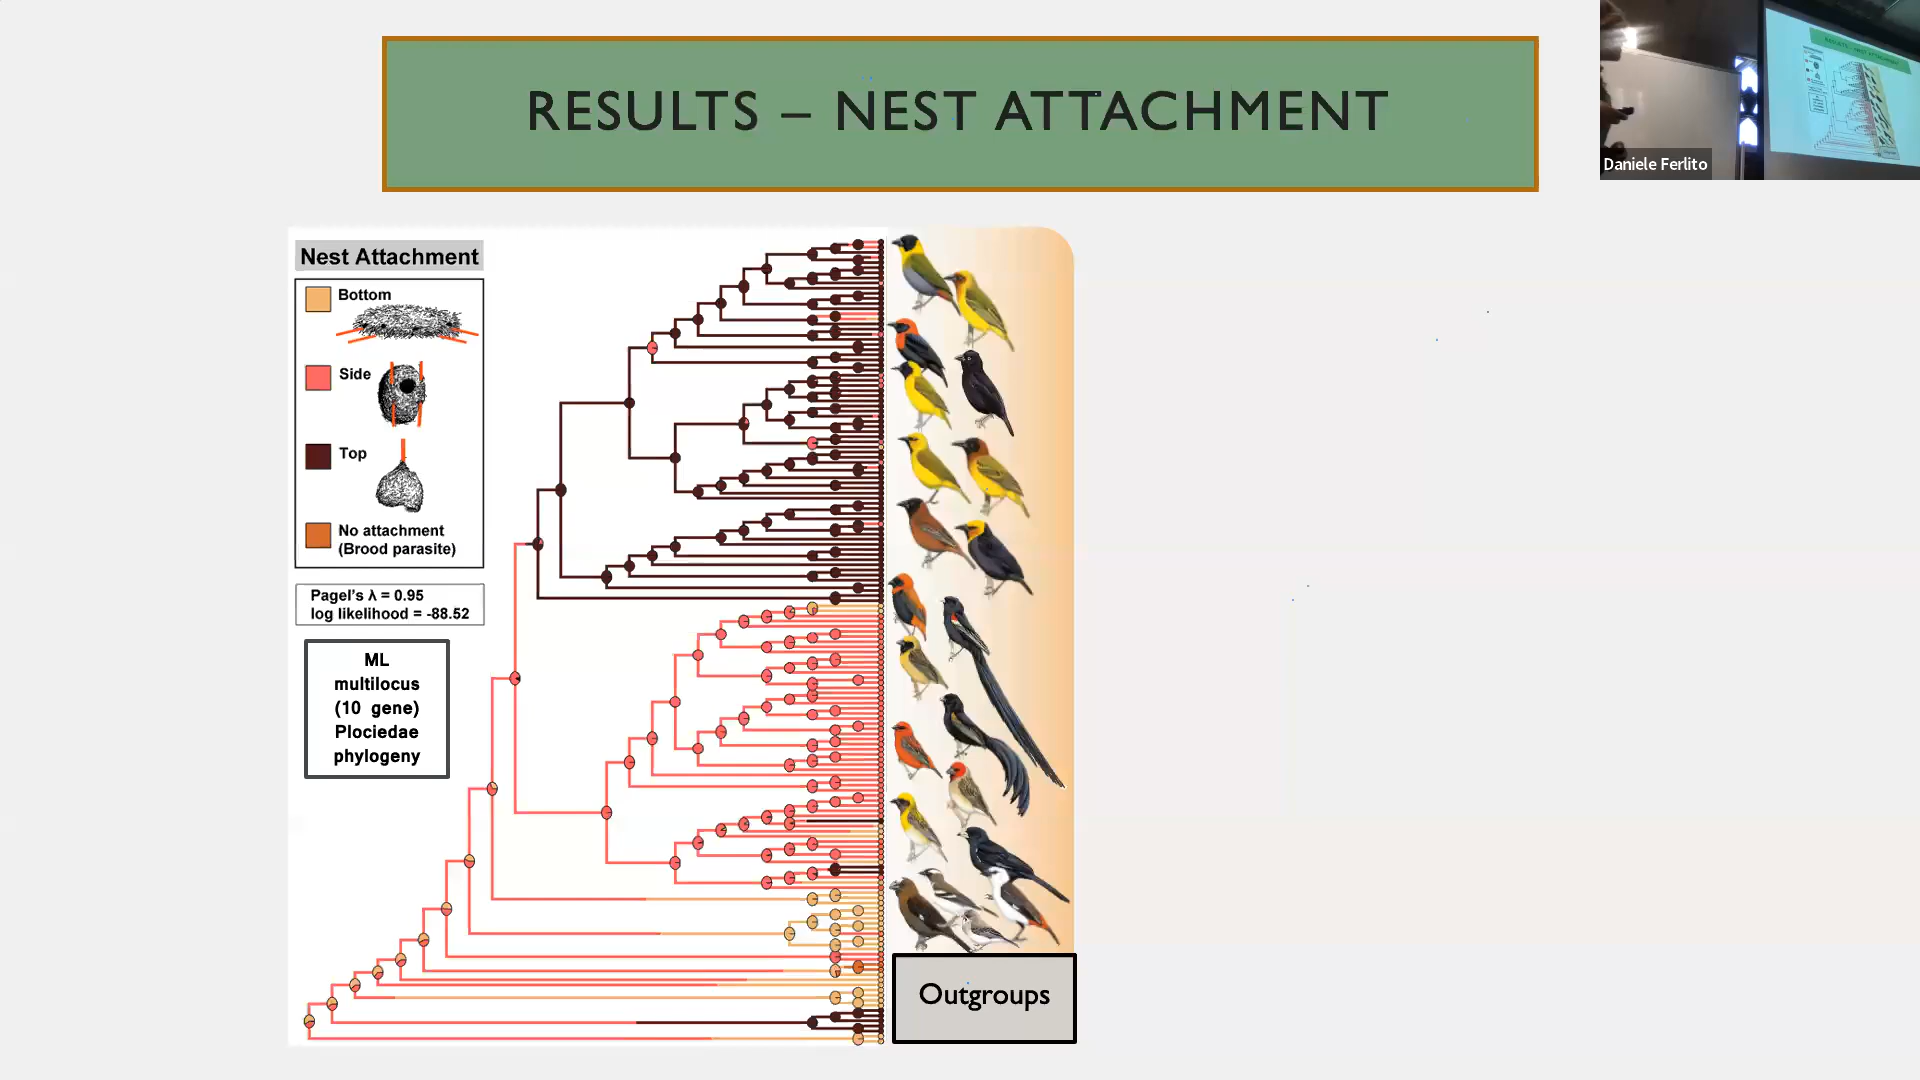 RESULTS – NEST ATTACHMENT
Daniele Ferlito
Nest Attachment
Bottom
Side
Top
No attachment
(Brood parasite)
Pagel's λ = 0.95
log likelihood = -88.52
ML
multilocus
(10 gene)
Plociedae
phylogeny
Outgroups